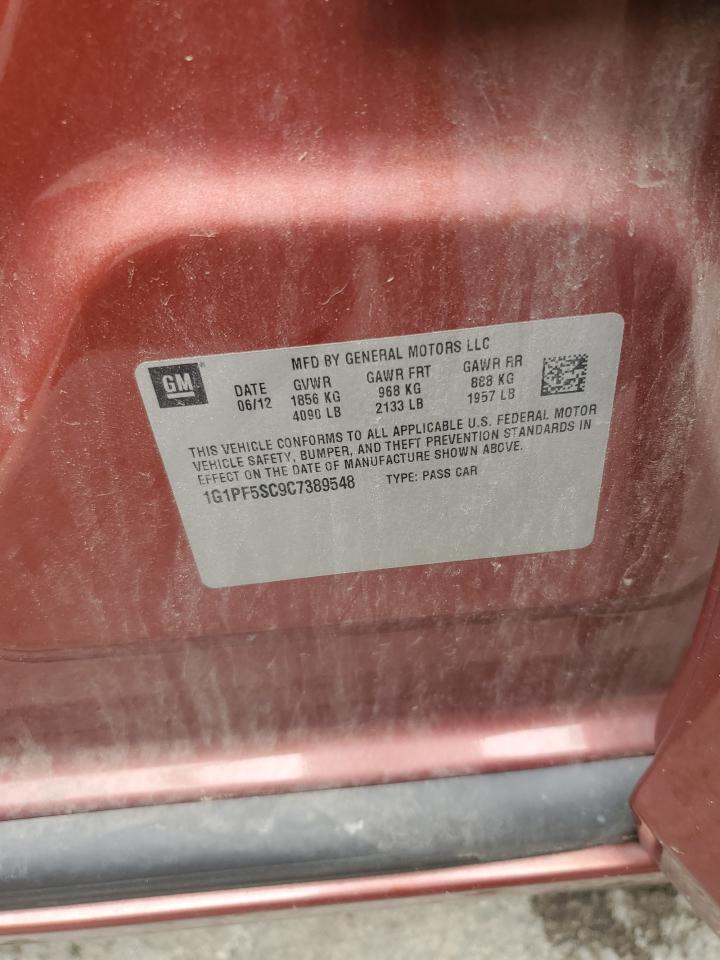 GM
MFD BY GENERAL MOTORS LLC
DATE GVWR GAWR FRT GAWR RR
06/12 1856 KG 968 KG 888 KG
4090 LB 2133 LB 1957 LB
THIS VEHICLE CONFORMS TO ALL APPLICABLE U.S. FEDERAL MOTOR
VEHICLE SAFETY, BUMPER, AND THEFT PREVENTION STANDARDS IN
EFFECT ON THE DATE OF MANUFACTURE SHOWN ABOVE.
1G1PF5SC9C7389548 TYPE: PASS CAR